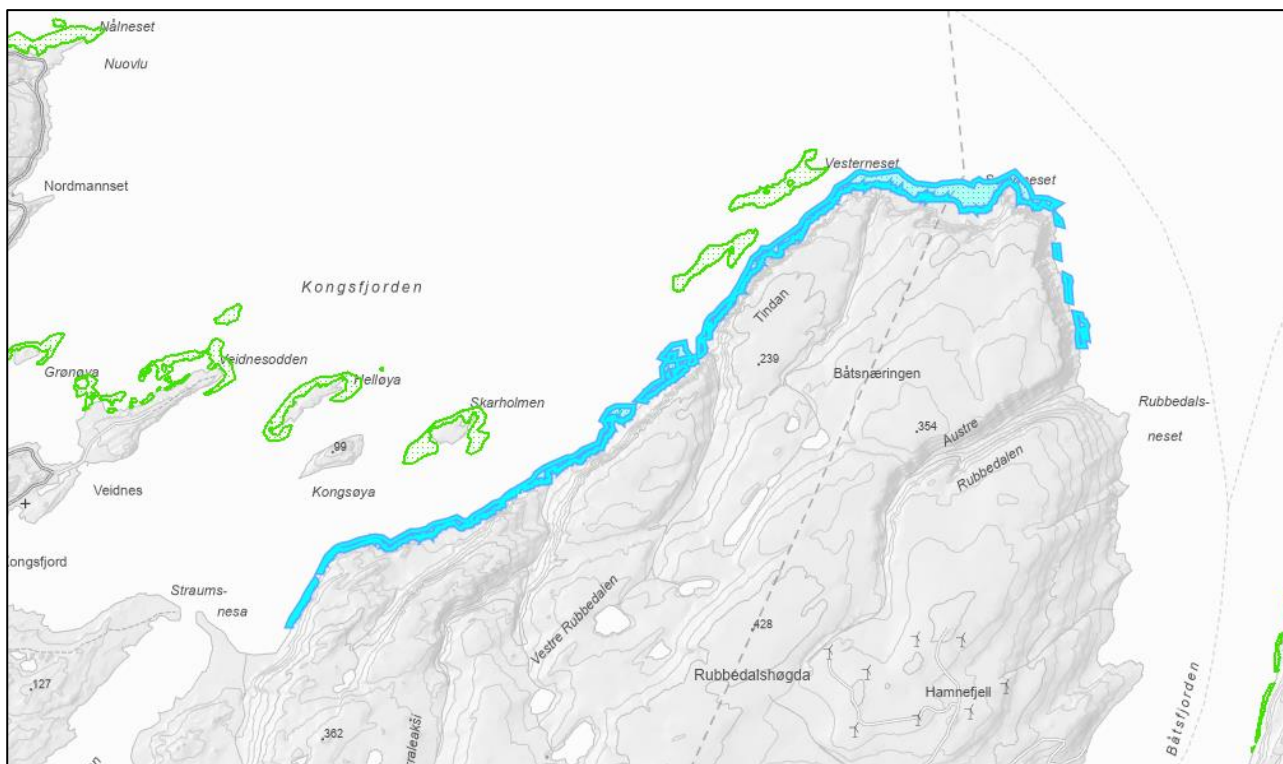 Nålneset
Nuovlu
Nordmannset
Vesterneset
Kongsfjorden
Tindan
239
Båtsnæringen
Grønøya
Veidnesodden
Helløya
Skarholmen
354
Austre
Rubbedalen
Rubbedals-
neset
99
Kongsøya
Veidnes
ongsfjord
Straums-
nesa
Vestre Rubbedalen
428
Rubbedalshøgda
Hamnefjell
127
362
raleakši
Båtsfjorden